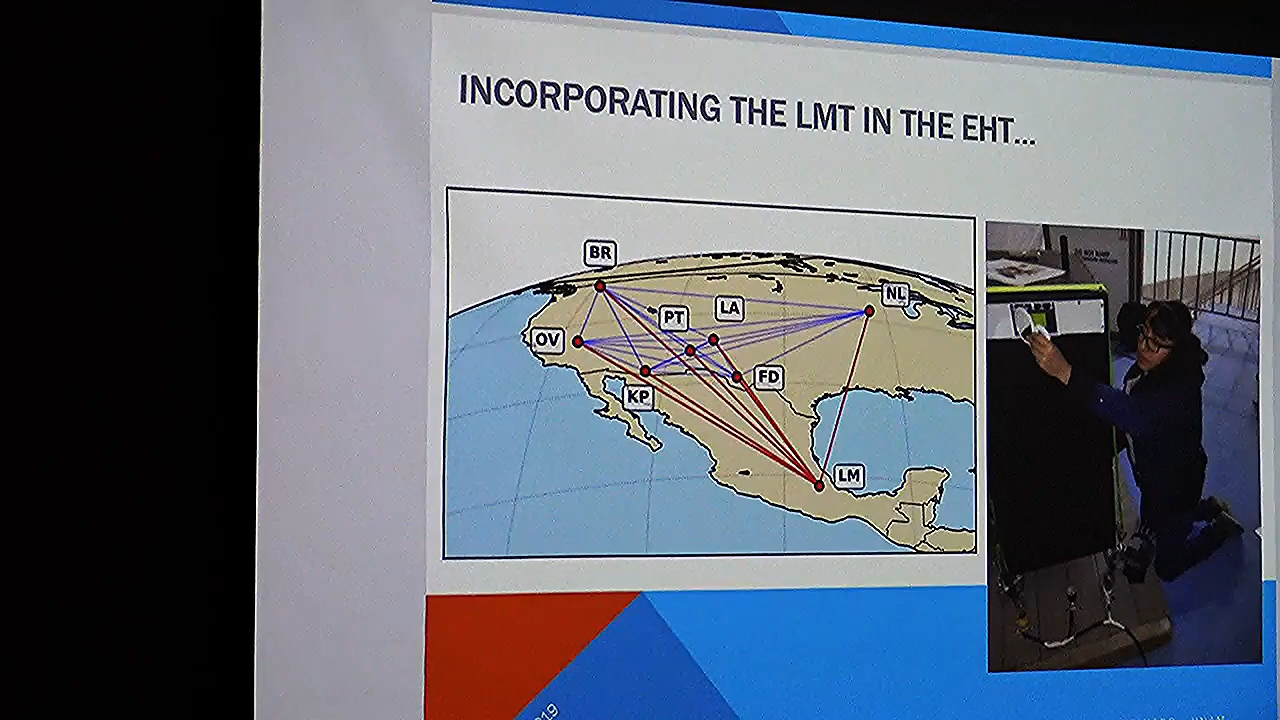 INCORPORATING THE LMT IN THE EHT...
BR
NL
LA
PT
OV
FD
KP
LM